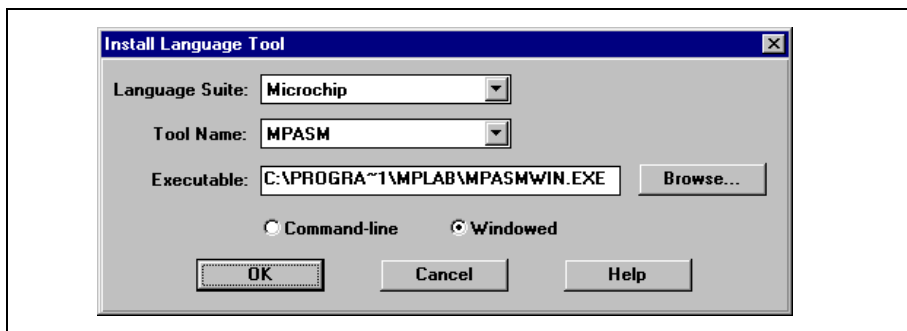 Install Language Tool
Language Suite: Microchip
Tool Name: MPASM
Executable: C:\PROGRA~1\MPLAB\MPASMWIN.EXE Browse...
Command-line Windowed
OK Cancel Help